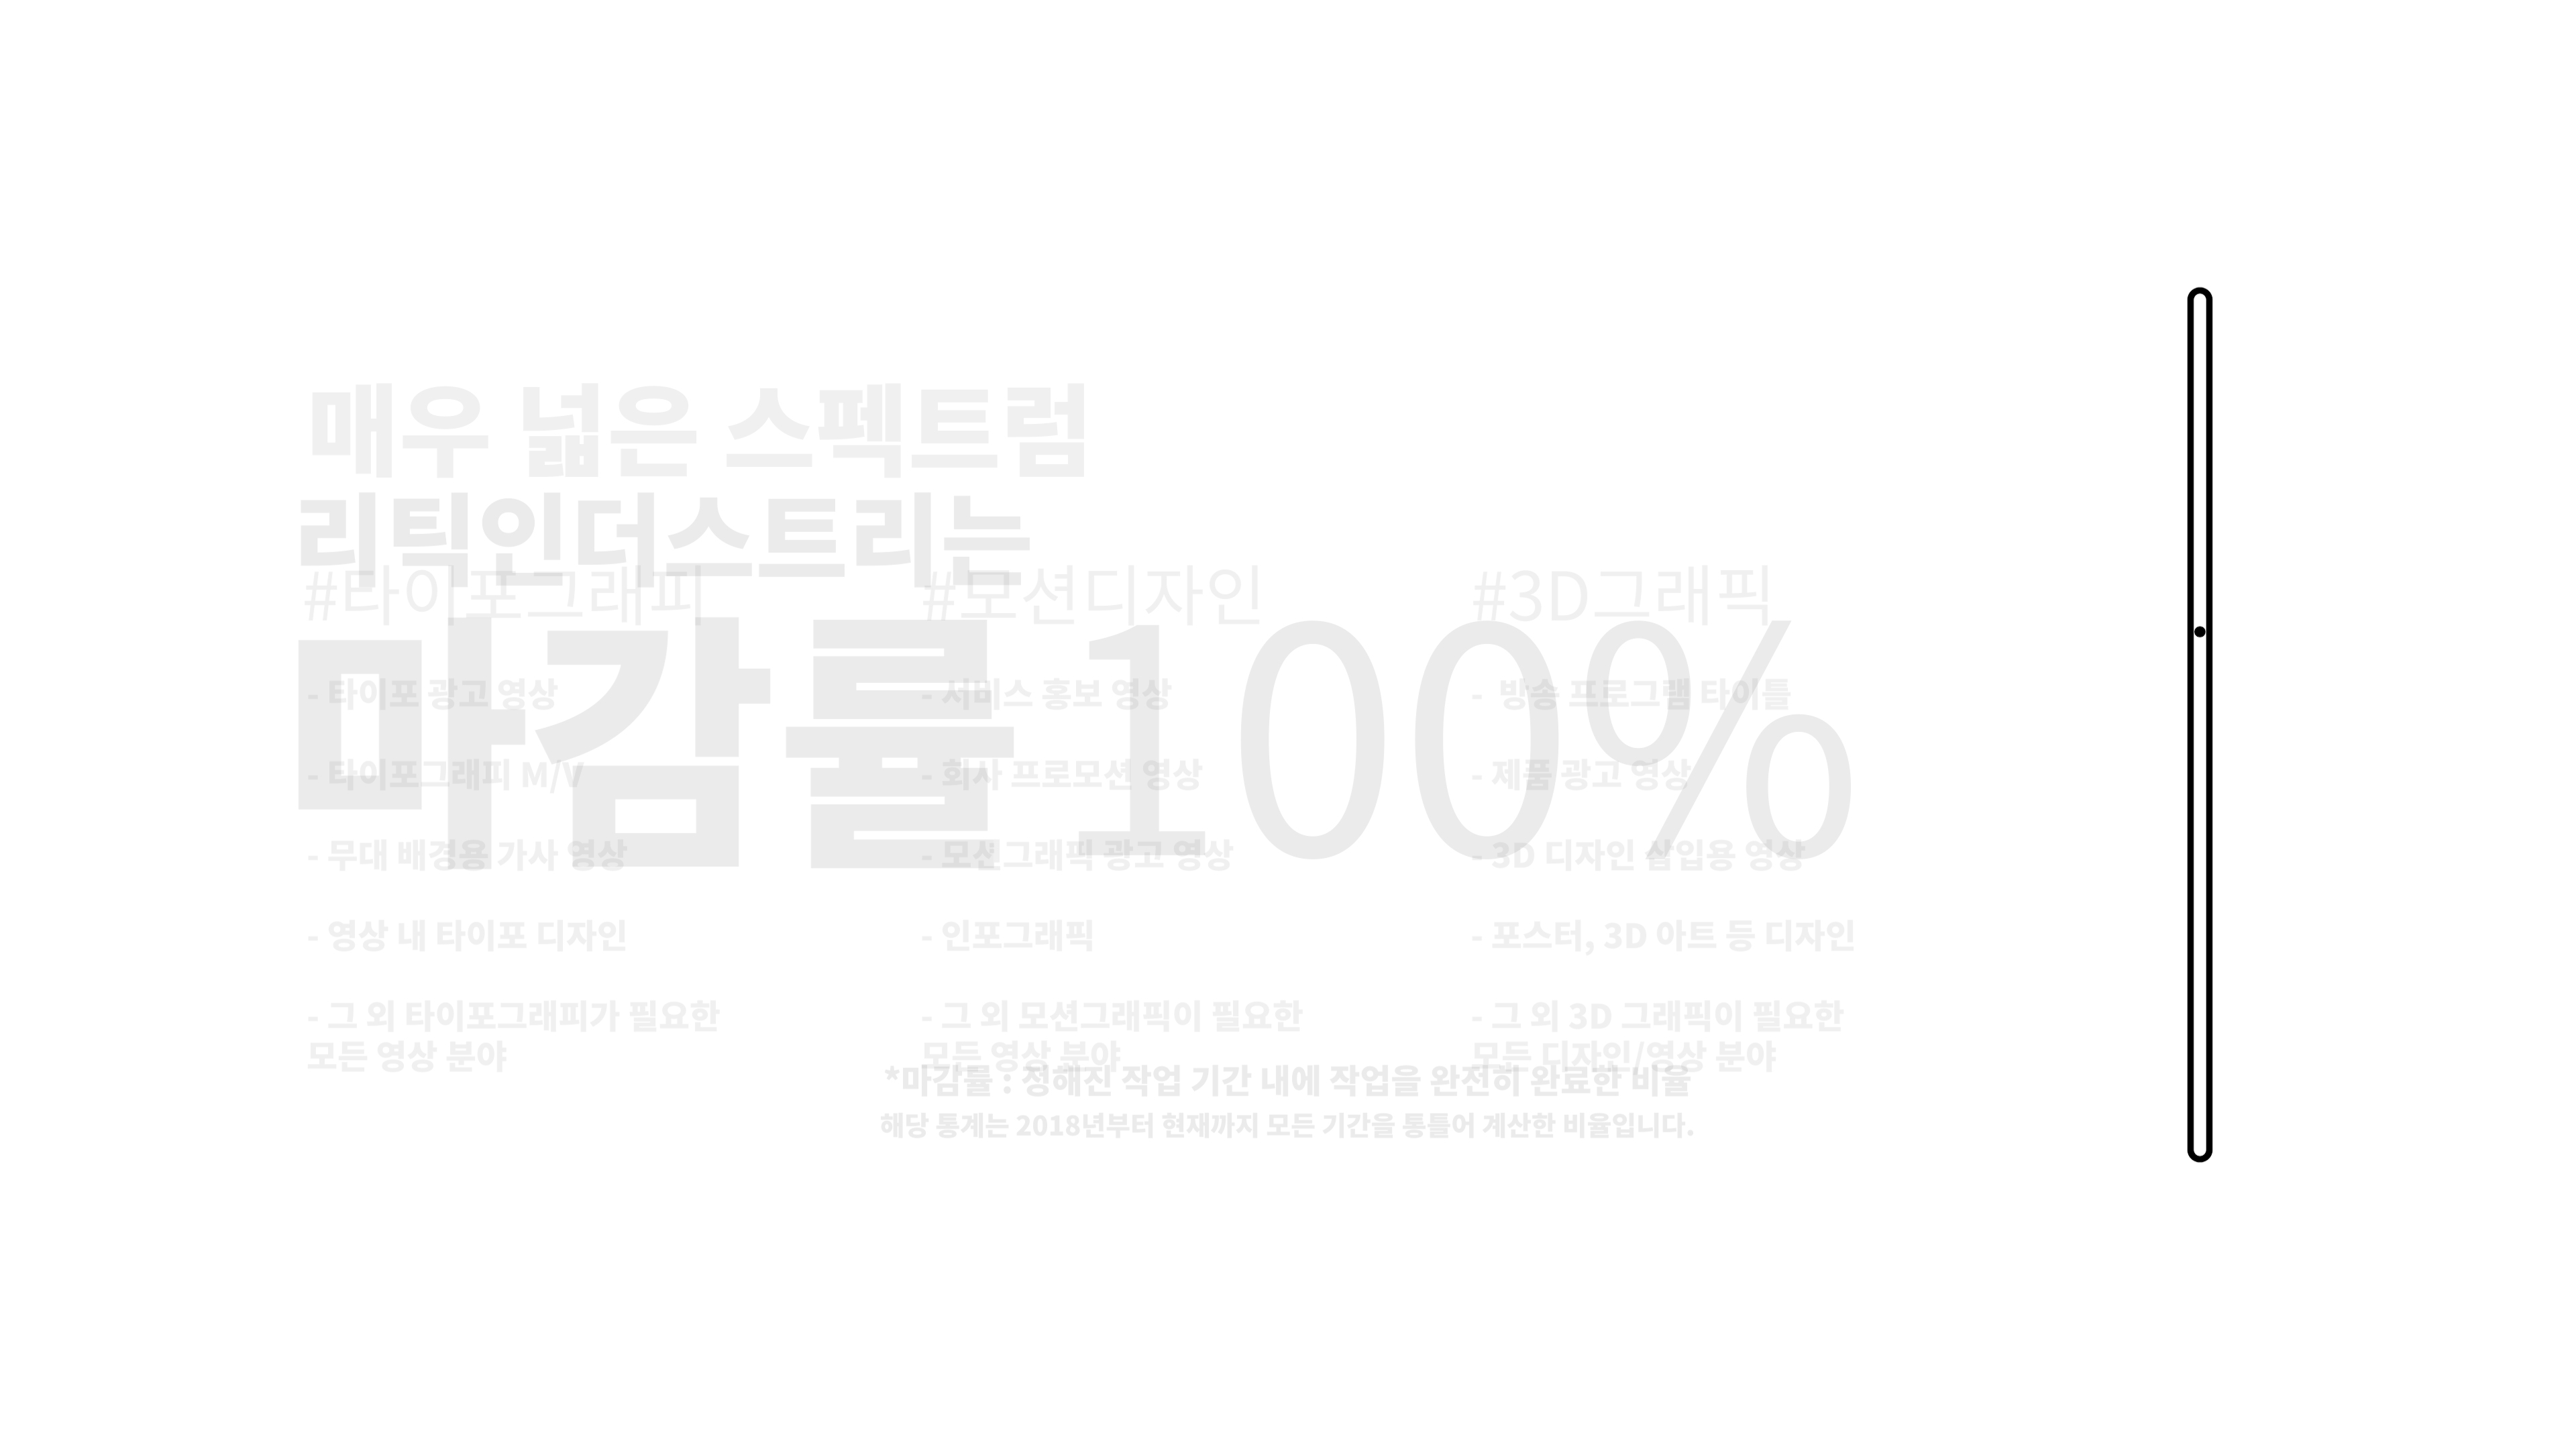 매우 넓은 스펙트럼
리틱인더스트리는
#타이포그래피
#모션디자인
#3D그래픽
마감률 100%
- 타이포 광고 영상
- 타이포그래피 M/V
- 무대 배경용 가사 영상
- 영상 내 타이포 디자인
- 그 외 타이포그래피가 필요한
모든 영상 분야
- 서비스 홍보 영상
- 회사 프로모션 영상
- 모션그래픽 광고 영상
- 인포그래픽
- 그 외 모션그래픽이 필요한
모든 영상 분야
- 방송 프로그램 타이틀
- 제품 광고 영상
- 3D 디자인 삽입용 영상
- 포스터, 3D 아트 등 디자인
- 그 외 3D 그래픽이 필요한
모든 디자인/영상 분야
*마감률 : 정해진 작업 기간 내에 작업을 완전히 완료한 비율
해당 통계는 2018년부터 현재까지 모든 기간을 통틀어 계산한 비율입니다.